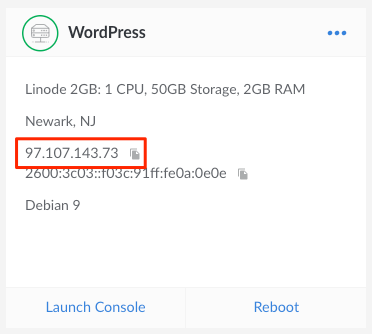 WordPress
Linode 2GB: 1 CPU, 50GB Storage, 2GB RAM
Newark, NJ
97.107.143.73
2600:3c03::f03c:91ff:fe0a:0e0e
Debian 9
Launch Console
Reboot